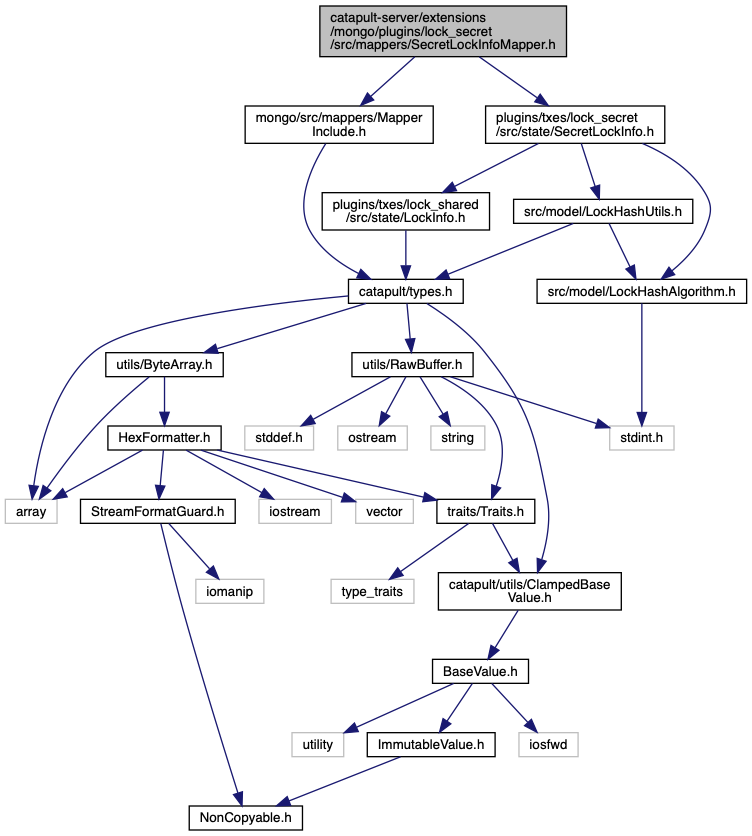 catapult-server/extensions
/mongo/plugins/lock_secret
/src/mappers/SecretLockInfoMapper.h
mongo/src/mappers/Mapper
Include.h
plugins/txes/lock_secret
/src/state/SecretLockInfo.h
plugins/txes/lock_shared
/src/state/LockInfo.h
src/model/LockHashUtils.h
catapult/types.h
src/model/LockHashAlgorithm.h
utils/ByteArray.h
utils/RawBuffer.h
HexFormatter.h
stddef.h
ostream
string
stdint.h
array
StreamFormatGuard.h
iostream
vector
traits/Traits.h
iomanip
type_traits
catapult/utils/ClampedBase
Value.h
BaseValue.h
utility
ImmutableValue.h
iosfwd
NonCopyable.h